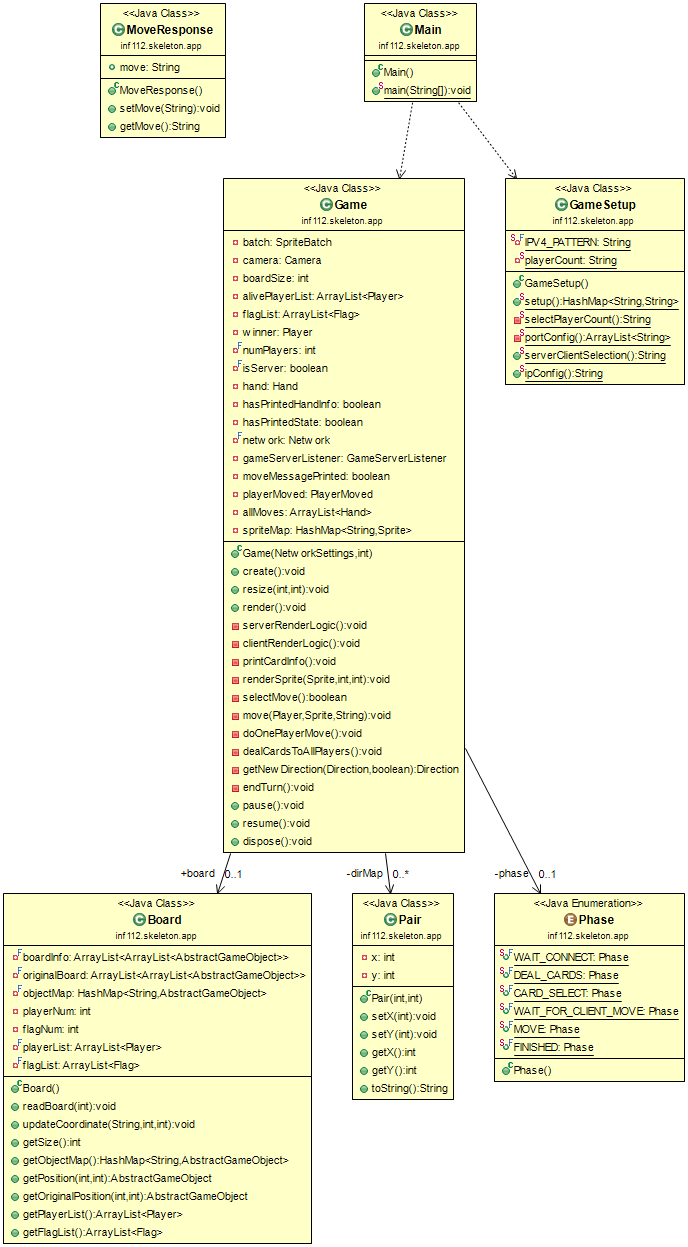 <<Java Class>>
MoveResponse
inf112.skeleton.app
move: String
MoveResponse()
setMove(String):void
getMove():String
<<Java Class>>
Main
inf112.skeleton.app
Main()
main(String[]):void
<<Java Class>>
Game
inf112.skeleton.app
batch: SpriteBatch
camera: Camera
boardSize: int
alivePlayerList: ArrayList<Player>
flagList: ArrayList<Flag>
winner: Player
numPlayers: int
isServer: boolean
hand: Hand
hasPrintedHandInfo: boolean
hasPrintedState: boolean
network: Network
gameServerListener: GameServerListener
moveMessagePrinted: boolean
playerMoved: PlayerMoved
allMoves: ArrayList<Hand>
spriteMap: HashMap<String,Sprite>
Game(NetworkSettings,int)
create():void
resize(int,int):void
render():void
serverRenderLogic():void
clientRenderLogic():void
printCardInfo():void
renderSprite(Sprite,int,int):void
selectMove():boolean
move(Player,Sprite,String):void
doOnePlayerMove():void
dealCardsToAllPlayers():void
getNewDirection(Direction,boolean):Direction
endTurn():void
pause():void
resume():void
dispose():void
<<Java Class>>
GameSetup
inf112.skeleton.app
IPV4_PATTERN: String
playerCount: String
GameSetup()
setup():HashMap<String,String>
selectPlayerCount():String
portConfig():ArrayList<String>
serverClientSelection():String
ipConfig():String
+board 0..1
-dirMap 0..*
-phase 0..1
<<Java Class>>
Board
inf112.skeleton.app
boardInfo: ArrayList<ArrayList<AbstractGameObject>>
originalBoard: ArrayList<ArrayList<AbstractGameObject>>
objectMap: HashMap<String,AbstractGameObject>
playerNum: int
flagNum: int
playerList: ArrayList<Player>
flagList: ArrayList<Flag>
Board()
readBoard(int):void
updateCoordinate(String,int,int):void
getSize():int
getObjectMap():HashMap<String,AbstractGameObject>
getPosition(int,int):AbstractGameObject
getOriginalPosition(int,int):AbstractGameObject
getPlayerList():ArrayList<Player>
getFlagList():ArrayList<Flag>
<<Java Class>>
Pair
inf112.skeleton.app
x: int
y: int
Pair(int,int)
setX(int):void
setY(int):void
getX():int
getY():int
toString():String
<<Java Enumeration>>
Phase
inf112.skeleton.app
WAIT_CONNECT: Phase
DEAL_CARDS: Phase
CARD_SELECT: Phase
WAIT_FOR_CLIENT_MOVE: Phase
MOVE: Phase
FINISHED: Phase
Phase()